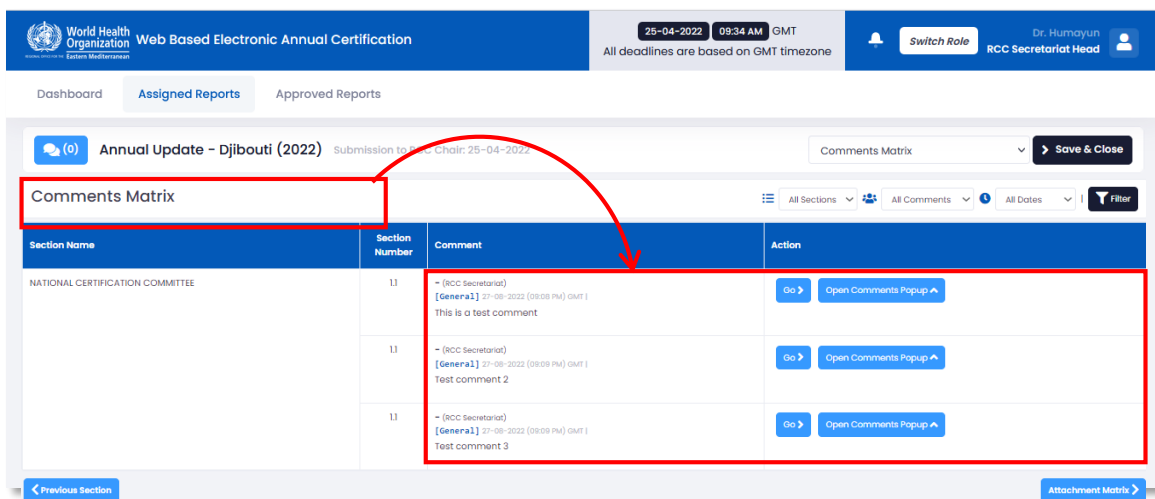 World Health
Organization
REGIONAL OFFICE FOR THE Eastern Mediterranean
Web Based Electronic Annual Certification
25-04-2022 09:34 AM GMT
All deadlines are based on GMT timezone
Switch Role
Dr. Humayun
RCC Secretariat Head
Dashboard Assigned Reports Approved Reports
(0) Annual Update - Djibouti (2022) Submission to RCC Chair: 25-04-2022
Comments Matrix
Save & Close
Comments Matrix
All Sections All Comments All Dates | Filter
Section Name Section Number Comment Action
NATIONAL CERTIFICATION COMMITTEE 1.1 - (RCC Secretariat)
[General] 27-08-2022 (09:08 PM) GMT |
This is a test comment
Go Open Comments Popup
1.1 - (RCC Secretariat)
[General] 27-08-2022 (09:09 PM) GMT |
Test comment 2
Go Open Comments Popup
1.1 - (RCC Secretariat)
[General] 27-08-2022 (09:09 PM) GMT |
Test comment 3
Go Open Comments Popup
Previous Section Attachment Matrix